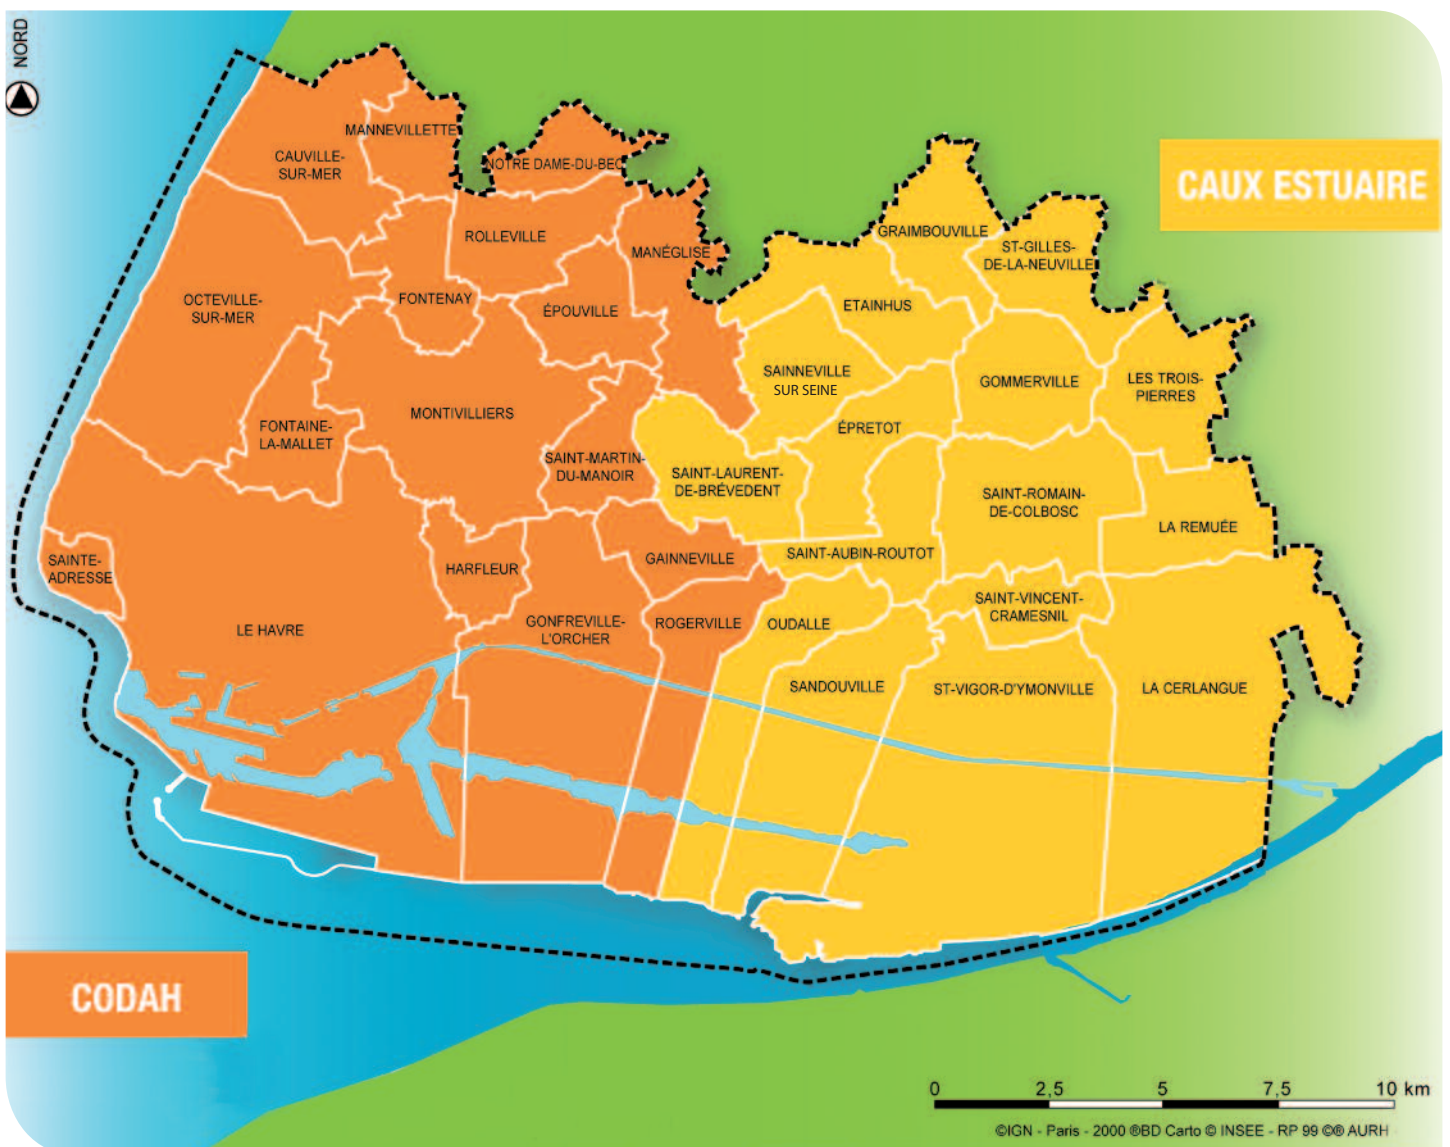 NORD
MANNEVILLETTE
CAUVILLE-
SUR-MER
NOTRE DAME-DU-BEC
CAUX ESTUAIRE
ROLLEVILLE
MANÉGLISE
GRAIMBOUVILLE
ST-GILLES-
DE-LA-NEUVILLE
OCTEVILLE-
SUR-MER
FONTENAY
ÉPOUVILLE
ETAINHUS
SAINNEVILLE
SUR SEINE
GOMMERVILLE
LES TROIS-
PIERRES
MONTIVILLIERS
FONTAINE-
LA-MALLET
ÉPRETOT
SAINT-MARTIN-
DU-MANOIR
SAINT-LAURENT-
DE-BRÉVEDENT
SAINT-ROMAIN-
DE-COLBOSC
LA REMUÉE
SAINTE-
ADRESSE
HARFLEUR
GAINNEVILLE
SAINT-AUBIN-ROUTOT
SAINT-VINCENT-
CRAMESNIL
LE HAVRE
GONFREVILLE-
L'ORCHER
ROGERVILLE
OUDALLE
SANDOUVILLE
ST-VIGOR-D'YMONVILLE
LA CERLANGUE
CODAH
0 2,5 5 7,5 10 km
©IGN - Paris - 2000 ®BD Carto © INSEE - RP 99 ©® AURH